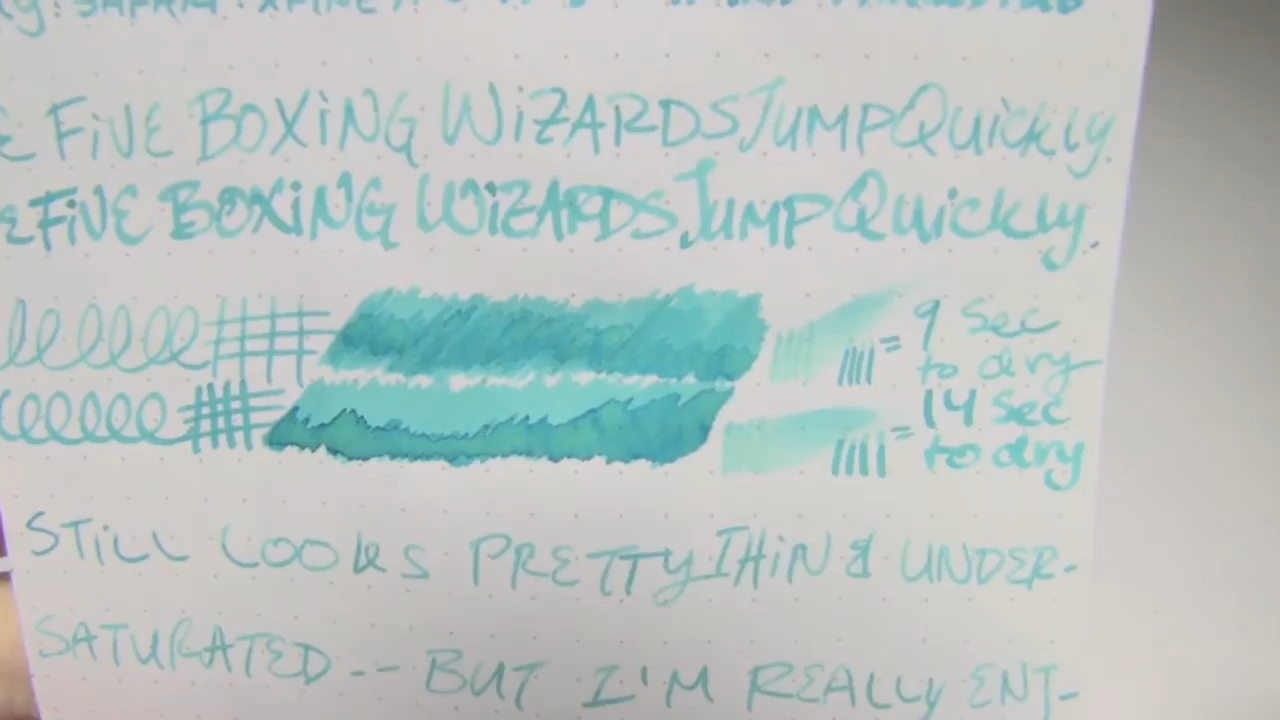 FiVE BOXiNG WiZARDS JUMP Quickly.
FiVE BOXiNG WiZARDS JUMP Quickly.
= 9 Sec
to dry
= 14 Sec
to dry
STiLL LOOKS PRETTY THiN & UNDER-
SATURATED -- BUT I'M REALLY ENJ-